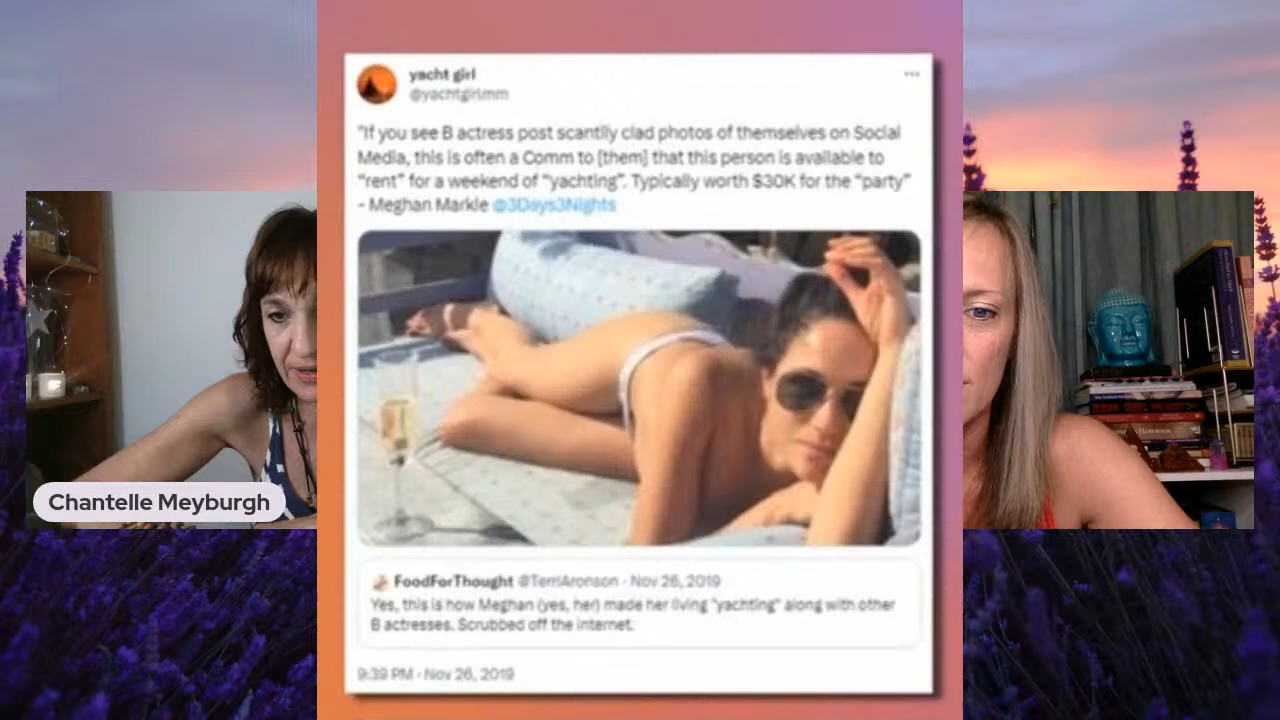 yacht girl
@yachtgirlmm
"If you see B actress post scantily clad photos of themselves on Social
Media, this is often a Comm to [them] that this person is available to
"rent" for a weekend of "yachting". Typically worth $30K for the "party"
- Meghan Markle @3Days3Nights
FoodForThought @TerriAronson · Nov 26, 2019
Yes, this is how Meghan (yes, her) made her living "yachting" along with other
B actresses. Scrubbed off the internet.
9:39 PM · Nov 26, 2019
Chantelle Meyburgh